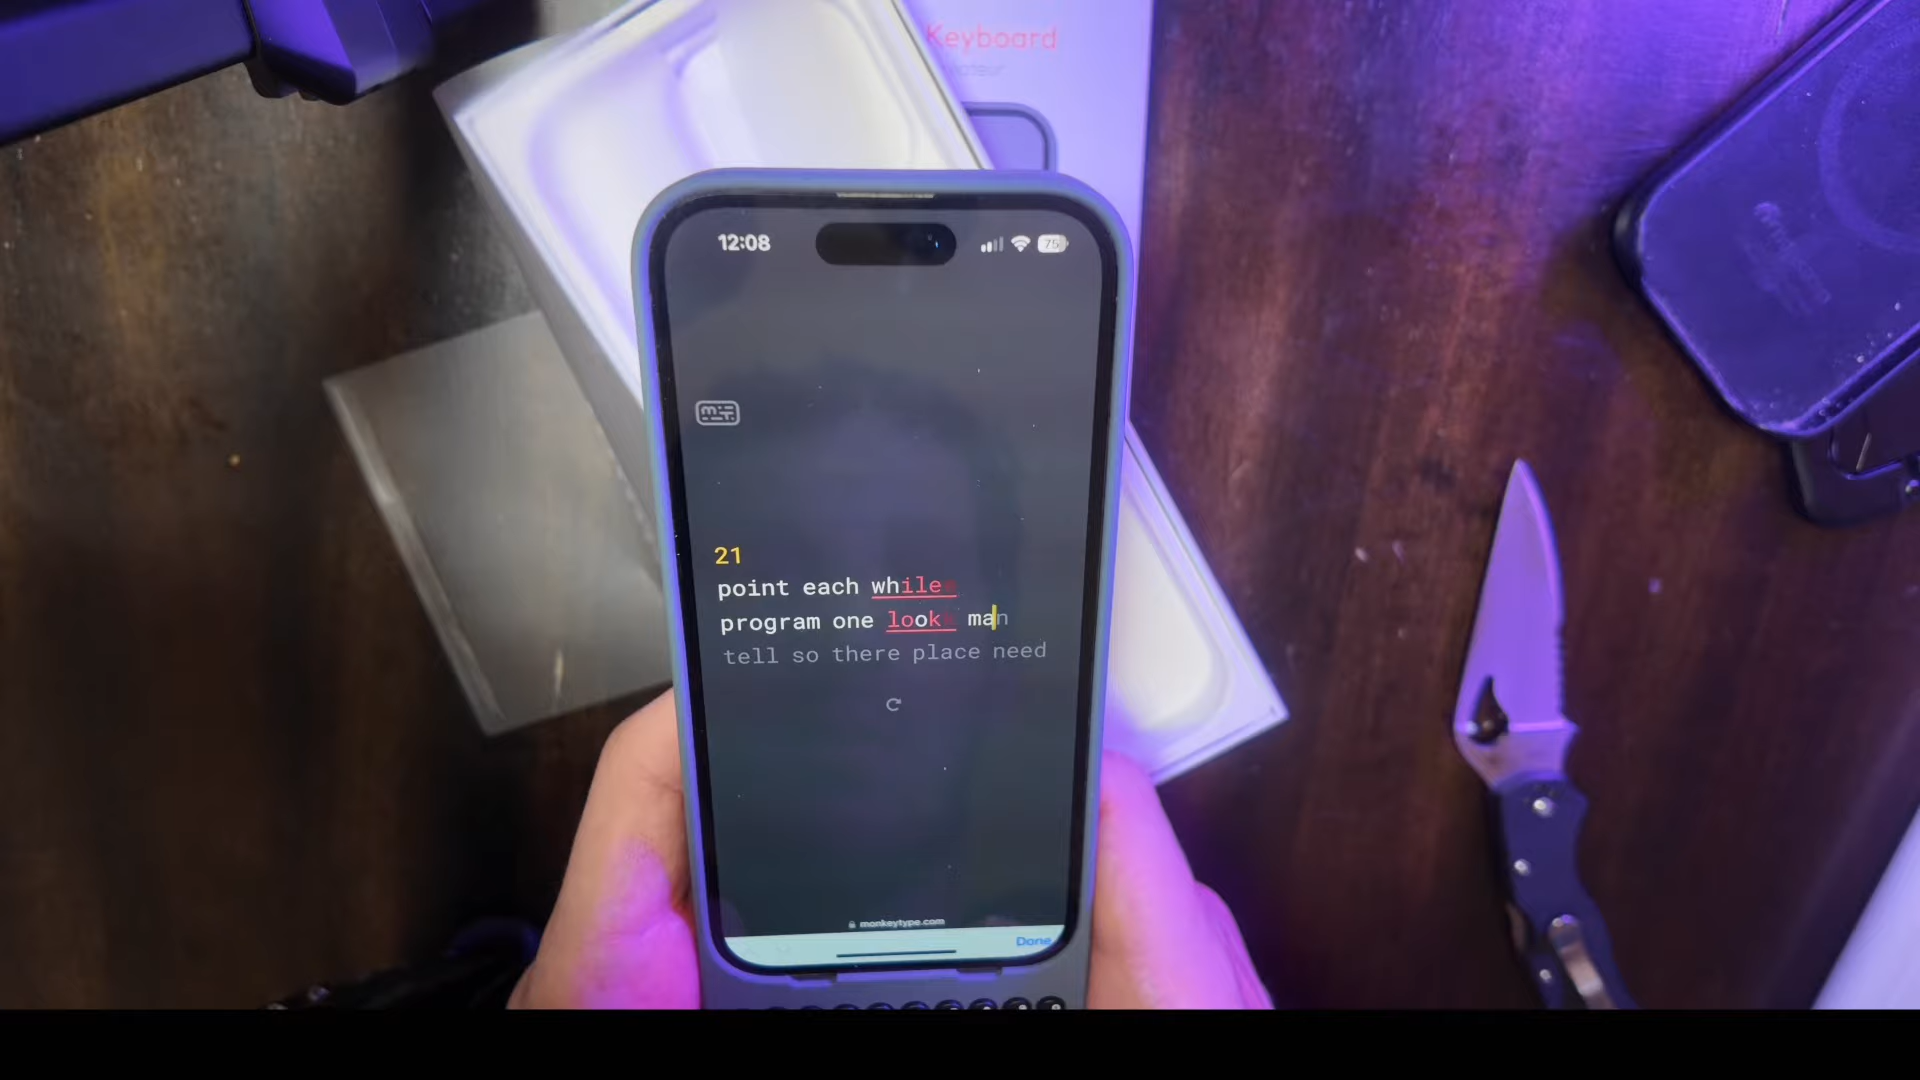 Keyboard
12:08
75
21
point each while
program one look man
tell so there place need
monkeytype.com
Done